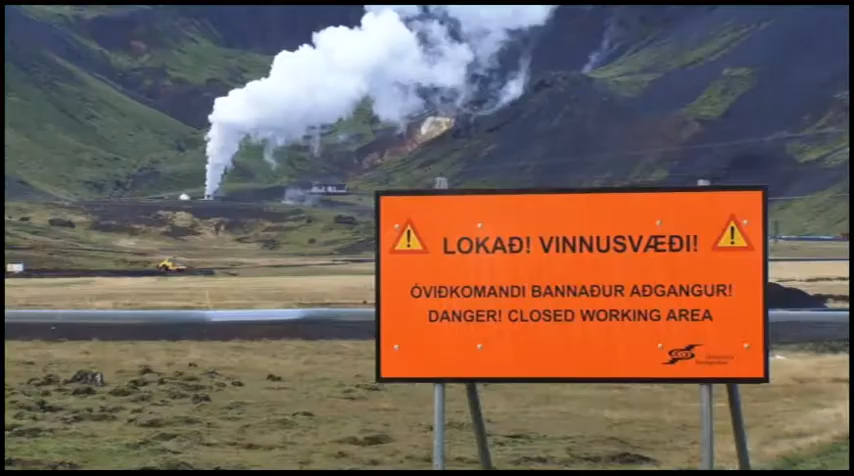 LOKAÐ! VINNUSVÆÐI!
ÓVIÐKOMANDI BANNAÐUR AÐGANGUR!
DANGER! CLOSED WORKING AREA